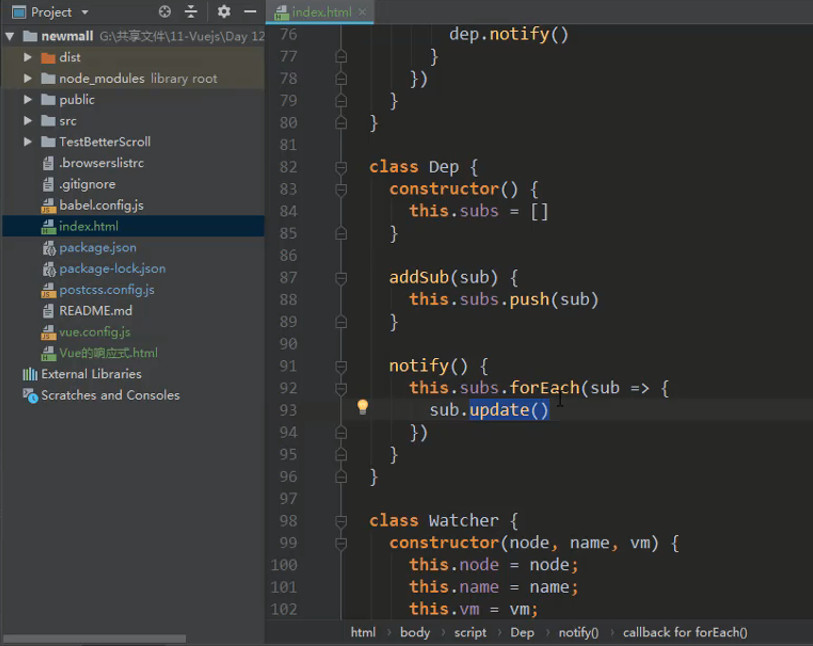 Project
index.html
newmall G:\共享文件\11-Vuejs\Day 12
dist
node_modules library root
public
src
TestBetterScroll
.browserslistrc
.gitignore
babel.config.js
index.html
package.json
package-lock.json
postcss.config.js
README.md
vue.config.js
Vue的响应式.html
External Libraries
Scratches and Consoles
76 dep.notify()
77 }
78 })
79 }
80 }
81
82 class Dep {
83 constructor() {
84 this.subs = []
85 }
86
87 addSub(sub) {
88 this.subs.push(sub)
89 }
90
91 notify() {
92 this.subs.forEach(sub => {
93 sub.update()
94 })
95 }
96 }
97
98 class Watcher {
99 constructor(node, name, vm) {
100 this.node = node;
101 this.name = name;
102 this.vm = vm;
html › body › script › Dep › notify() › callback for forEach()